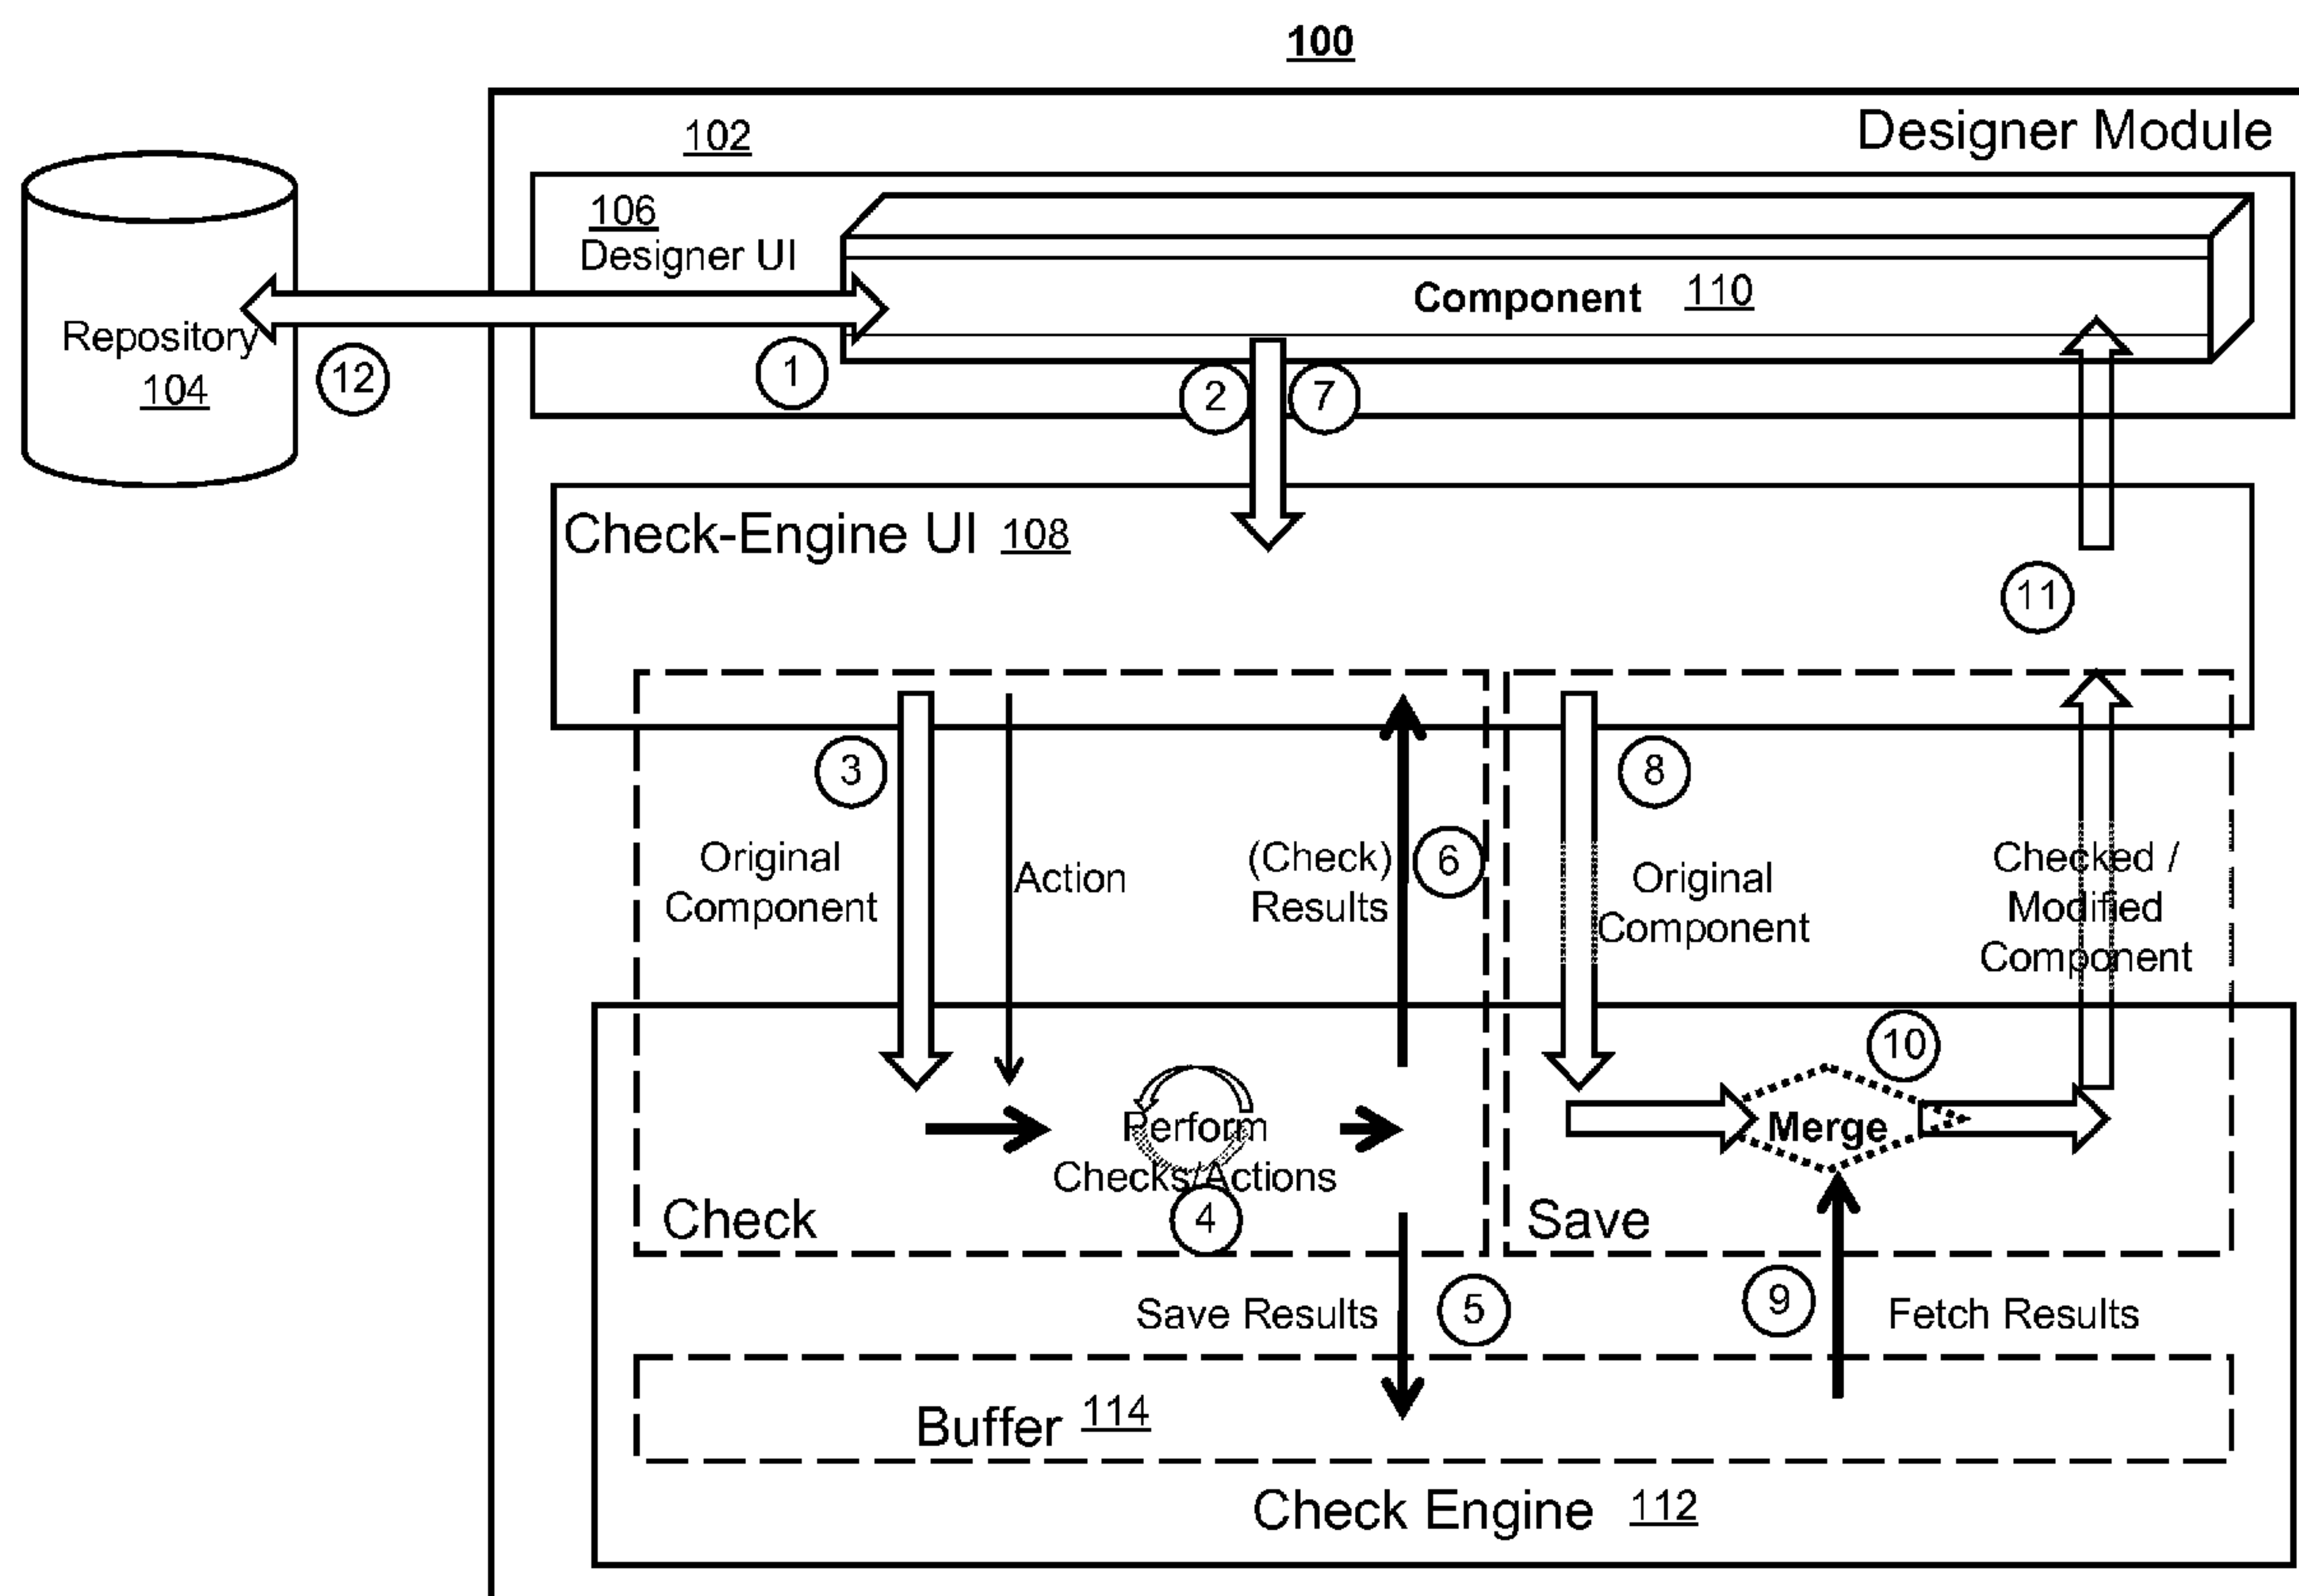 100
102
Designer Module
106
Designer UI
Component 110
Repository
104
12
1
2
7
Check-Engine UI 108
11
3
8
Original
Component
Action
(Check)
Results
6
Original
Component
Checked /
Modified
Component
10
Perform
Checks/Actions
Merge
4
Check
Save
Save Results
5
9
Fetch Results
Buffer 114
Check Engine 112